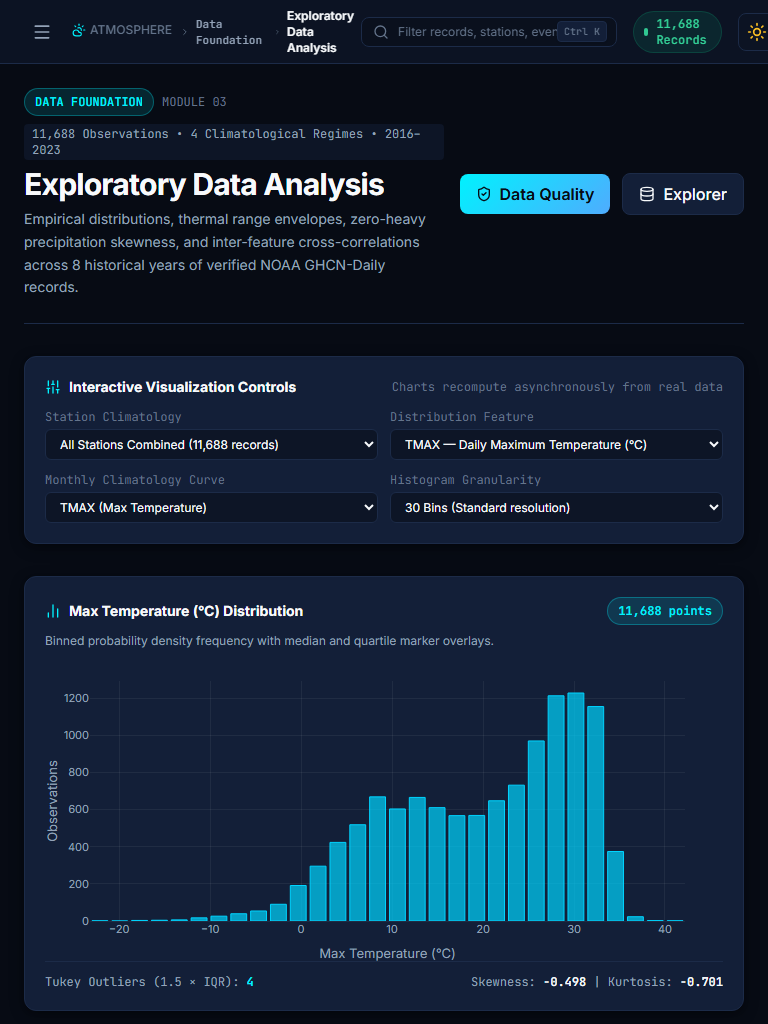 ATMOSPHERE
Data
Foundation
Exploratory
Data
Analysis
Filter records, stations, even
Ctrl K
11,688
Records
DATA FOUNDATION
MODULE 03
11,688 Observations • 4 Climatological Regimes • 2016–
2023
Exploratory Data Analysis
Data Quality
Explorer
Empirical distributions, thermal range envelopes, zero-heavy
precipitation skewness, and inter-feature cross-correlations
across 8 historical years of verified NOAA GHCN-Daily
records.
Interactive Visualization Controls
Charts recompute asynchronously from real data
Station Climatology
Distribution Feature
All Stations Combined (11,688 records)
TMAX — Daily Maximum Temperature (°C)
Monthly Climatology Curve
Histogram Granularity
TMAX (Max Temperature)
30 Bins (Standard resolution)
Max Temperature (°C) Distribution
11,688 points
Binned probability density frequency with median and quartile marker overlays.
1200
1000
800
600
400
200
0
Observations
−20
−10
0
10
20
30
40
Max Temperature (°C)
Tukey Outliers (1.5 × IQR): 4
Skewness: -0.498 | Kurtosis: -0.701